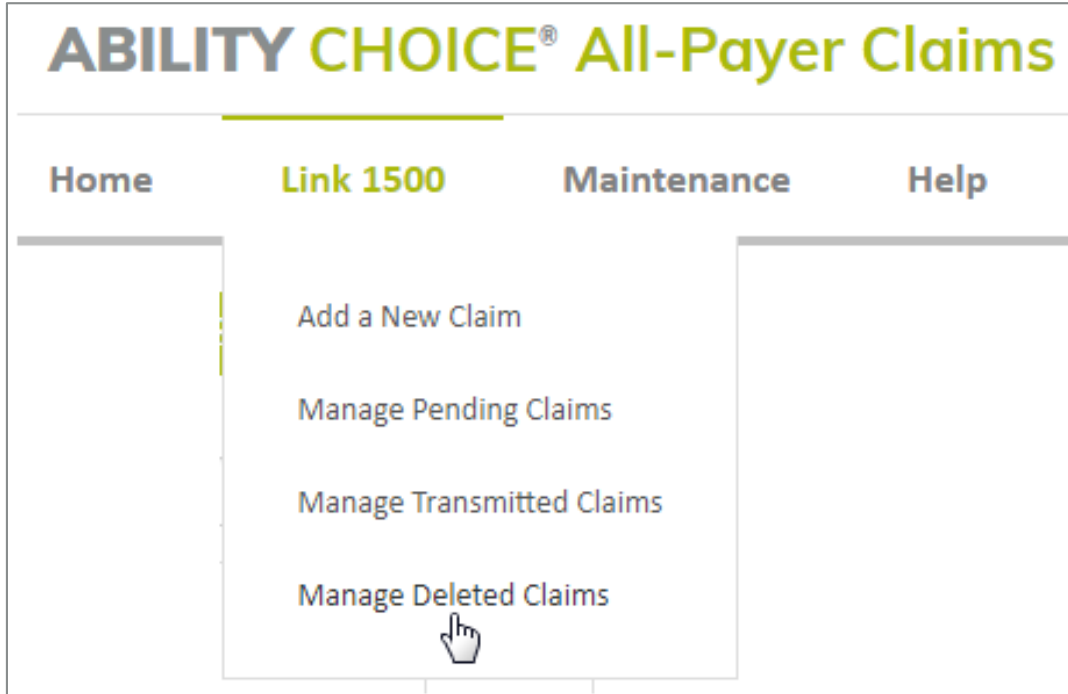 ABILITY CHOICE® All-Payer Claims
Home Link 1500 Maintenance Help
Add a New Claim
Manage Pending Claims
Manage Transmitted Claims
Manage Deleted Claims